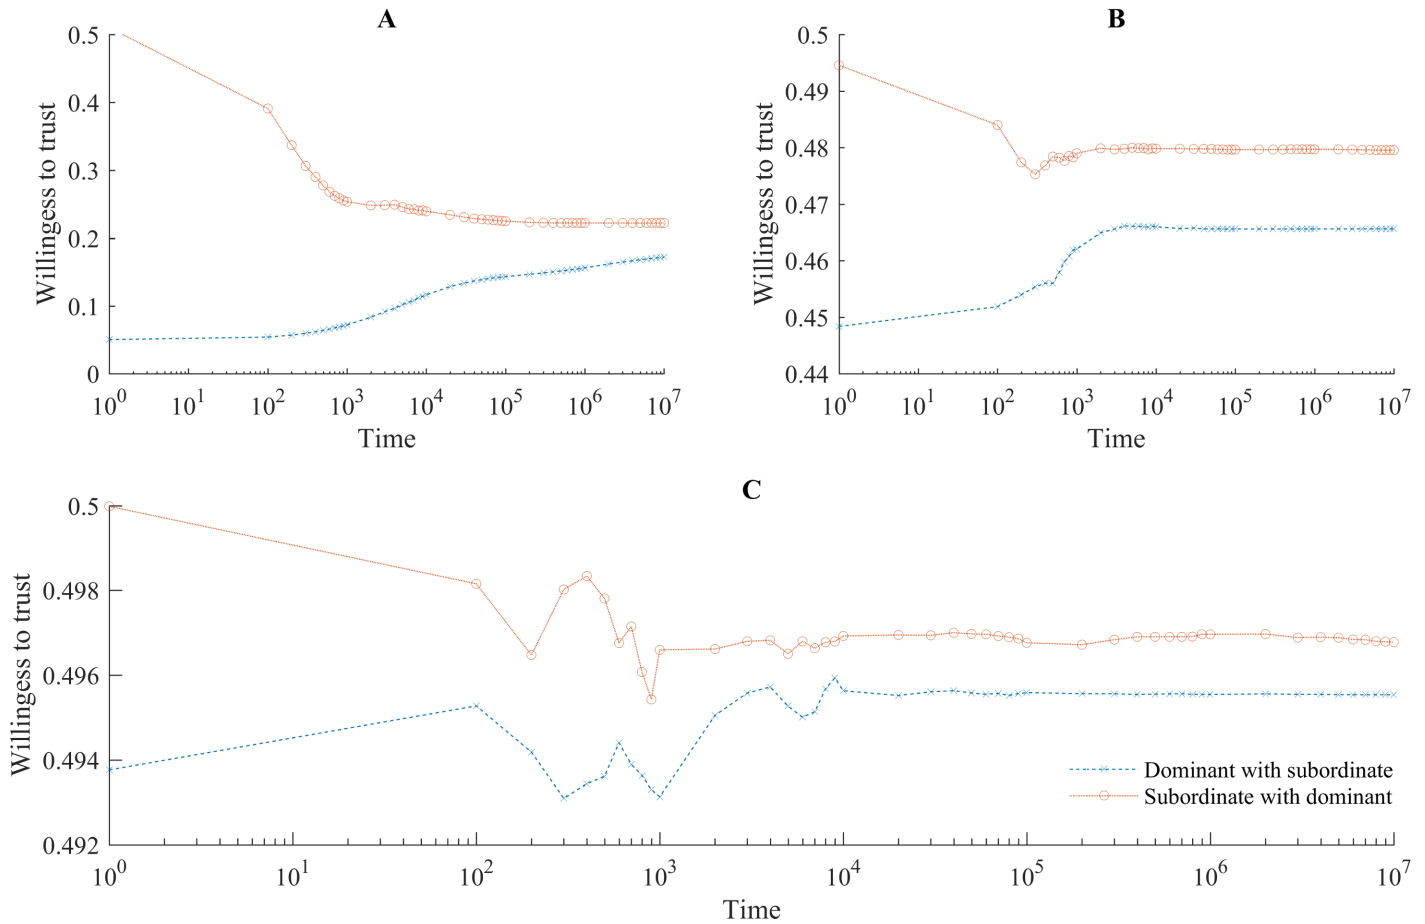 A
0.5
0.4
0.3
0.2
0.1
0
Willingess to trust
10^0 10^1 10^2 10^3 10^4 10^5 10^6 10^7
Time
B
0.5
0.49
0.48
0.47
0.46
0.45
0.44
Willingess to trust
10^0 10^1 10^2 10^3 10^4 10^5 10^6 10^7
Time
C
0.5
0.498
0.496
0.494
0.492
Willingess to trust
Dominant with subordinate
Subordinate with dominant
10^0 10^1 10^2 10^3 10^4 10^5 10^6 10^7
Time